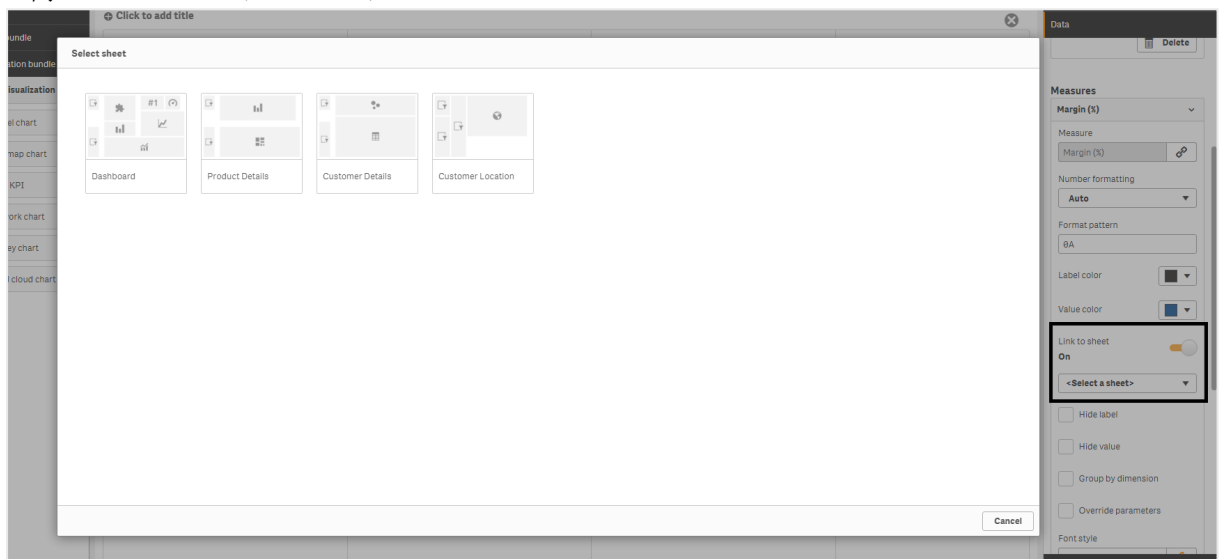 Click to add title
Data
undle
Delete
Select sheet
ation bundle
isualization
Measures
Margin (%)
#1
el chart
Measure
Margin (%)
map chart
Dashboard
Product Details
Customer Details
Customer Location
Number formatting
KPI
Auto
ork chart
Format pattern
0A
ey chart
l cloud chart
Label color
Value color
Link to sheet
On
<Select a sheet>
Hide label
Hide value
Group by dimension
Override parameters
Cancel
Font style